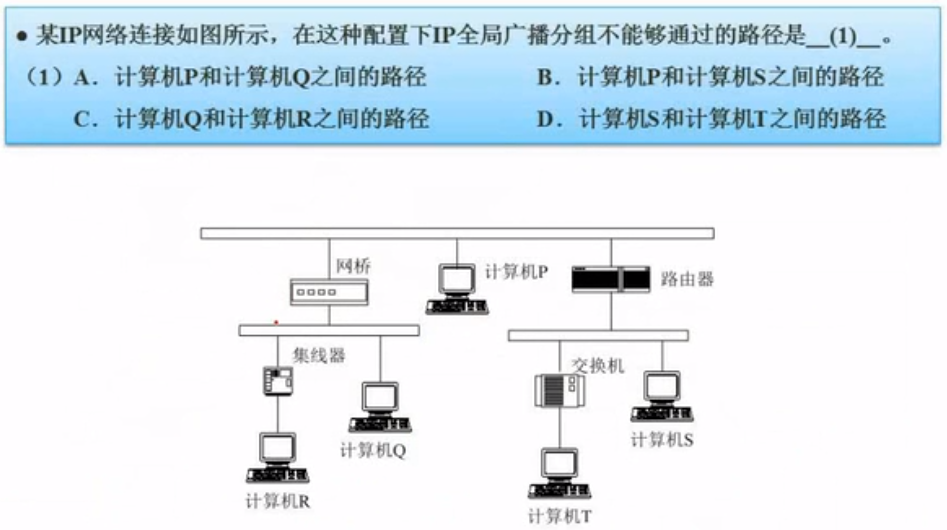 ● 某IP网络连接如图所示，在这种配置下IP全局广播分组不能够通过的路径是__(1)__。
（1）A．计算机P和计算机Q之间的路径 B．计算机P和计算机S之间的路径
C．计算机Q和计算机R之间的路径 D．计算机S和计算机T之间的路径
网桥
计算机P
路由器
集线器
交换机
计算机Q
计算机S
计算机R
计算机T